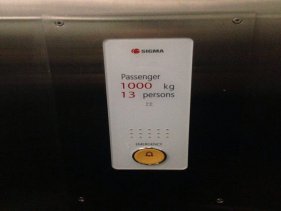 SIGMA
Passenger
1000 kg
13 persons
EMERGENCY